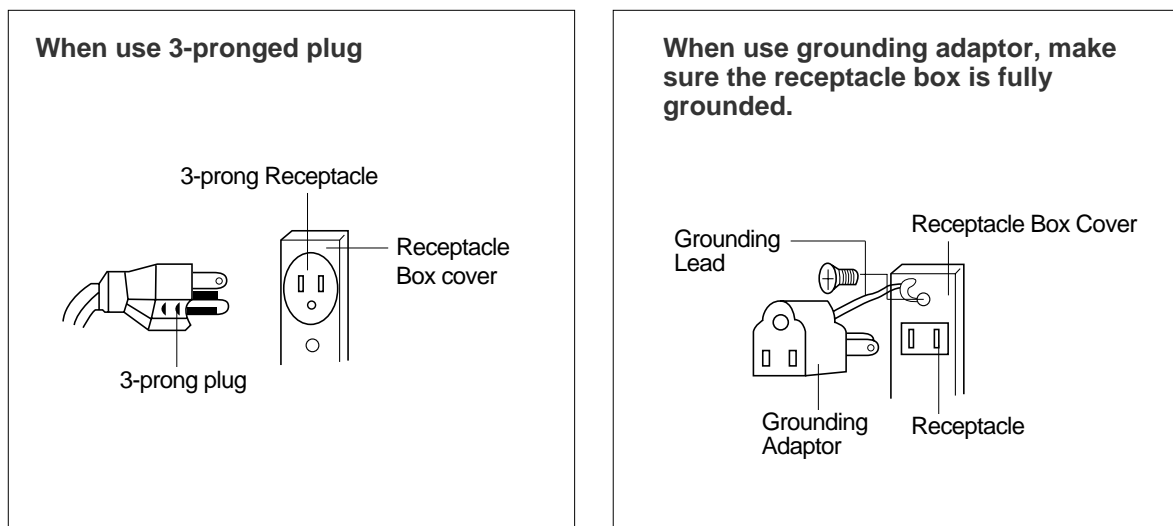 When use 3-pronged plug
3-prong Receptacle
Receptacle
Box cover
3-prong plug
When use grounding adaptor, make
sure the receptacle box is fully
grounded.
Receptacle Box Cover
Grounding
Lead
Grounding
Adaptor
Receptacle